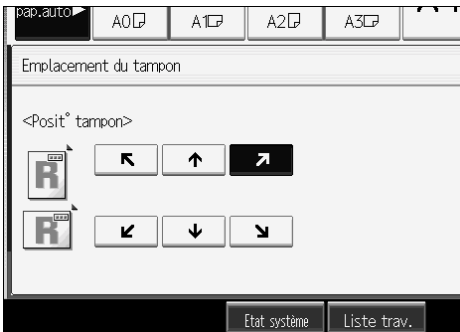 pap.auto▶ A0 A1 A2 A3
Emplacement du tampon
<Posit° tampon>
R
R
Etat système Liste trav.